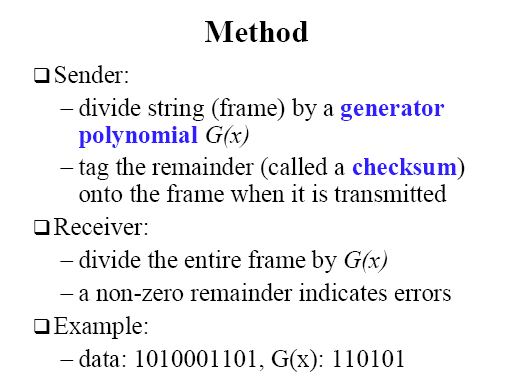 Method
❑ Sender:
– divide string (frame) by a generator
polynomial G(x)
– tag the remainder (called a checksum)
onto the frame when it is transmitted
❑ Receiver:
– divide the entire frame by G(x)
– a non-zero remainder indicates errors
❑ Example:
– data: 1010001101, G(x): 110101